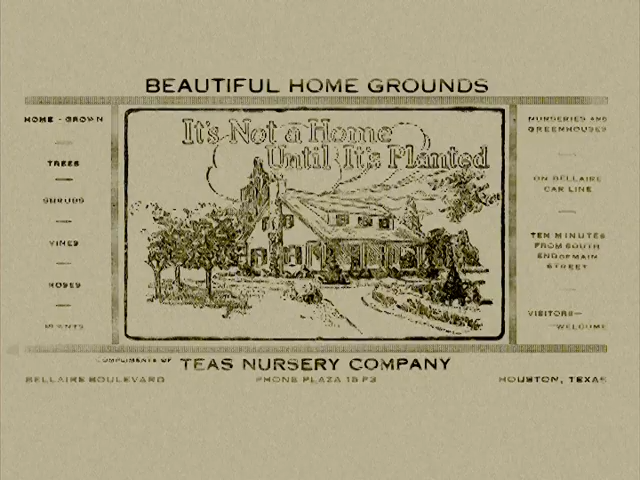 BEAUTIFUL HOME GROUNDS
HOME - GROWN
TREES
SHRUBS
VINES
ROSES
PLANTS
It's Not a Home
Until It's Planted
NURSERIES AND
GREENHOUSES
ON BELLAIRE
CAR LINE
TEN MINUTES
FROM SOUTH
END OF MAIN
STREET
VISITORS—
—WELCOME
COMPLIMENTS OF TEAS NURSERY COMPANY
BELLAIRE BOULEVARD PHONE PLAZA HOUSTON, TEXAS